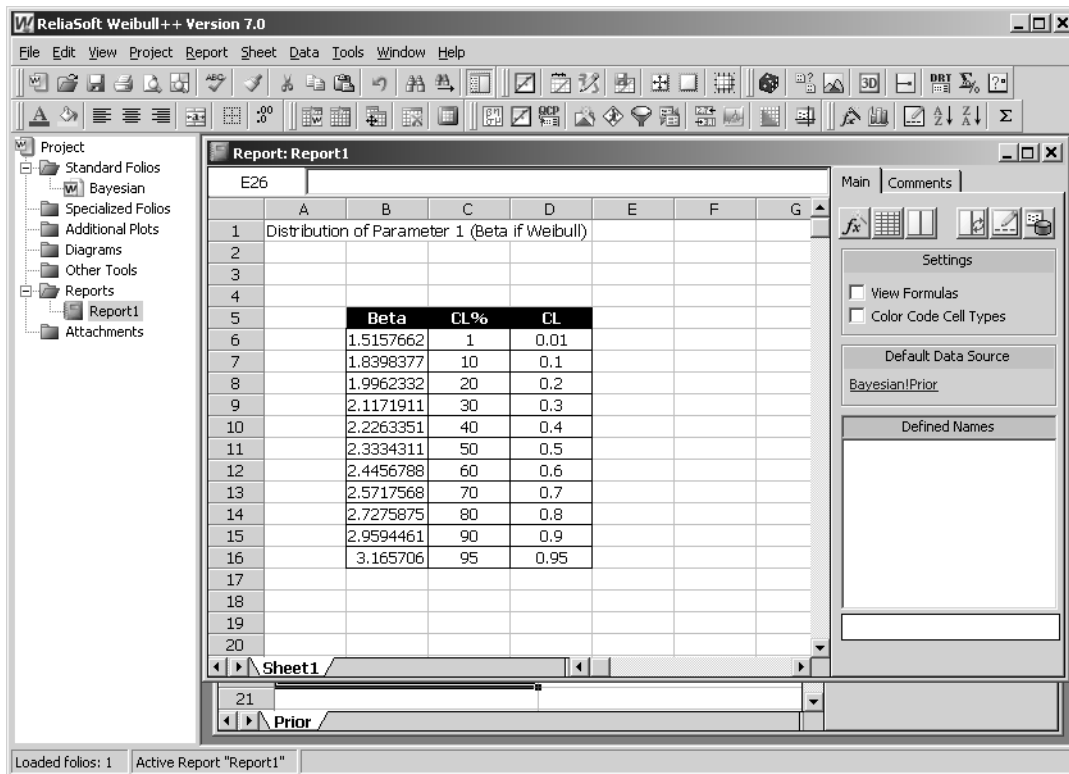 ReliaSoft Weibull++ Version 7.0
File Edit View Project Report Sheet Data Tools Window Help
Project
Standard Folios
Bayesian
Specialized Folios
Additional Plots
Diagrams
Other Tools
Reports
Report1
Attachments
Report: Report1
E26
A B C D E F G
1 Distribution of Parameter 1 (Beta if Weibull)
2
3
4
5 Beta CL% CL
6 1.5157662 1 0.01
7 1.8398377 10 0.1
8 1.9962332 20 0.2
9 2.1171911 30 0.3
10 2.2263351 40 0.4
11 2.3334311 50 0.5
12 2.4456788 60 0.6
13 2.5717568 70 0.7
14 2.7275875 80 0.8
15 2.9594461 90 0.9
16 3.165706 95 0.95
17
18
19
20
Sheet1
21
Prior
Main Comments
Settings
View Formulas
Color Code Cell Types
Default Data Source
Bayesian!Prior
Defined Names
Loaded folios: 1 Active Report "Report1"